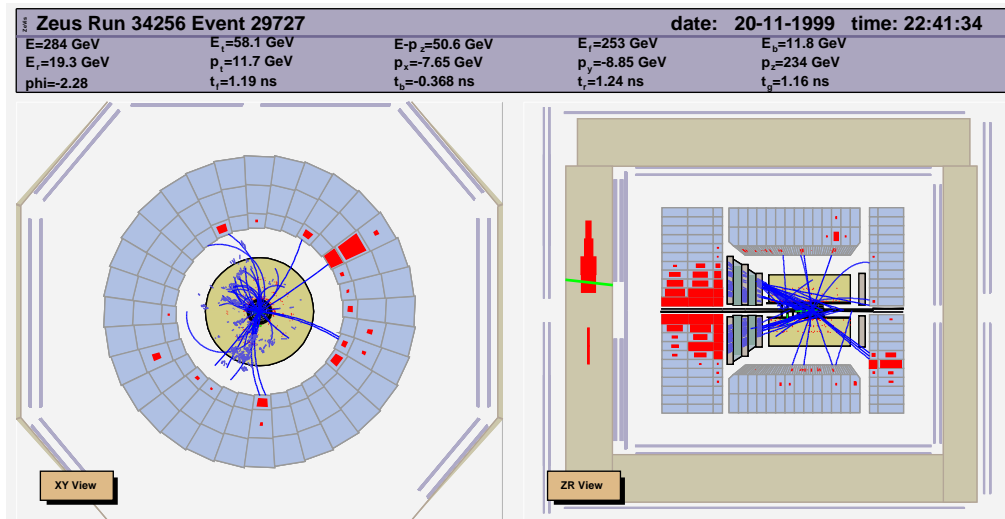 ZeVis Zeus Run 34256 Event 29727 date: 20-11-1999 time: 22:41:34
E=284 GeV Et=58.1 GeV E-pz=50.6 GeV Ef=253 GeV Eb=11.8 GeV
Er=19.3 GeV pt=11.7 GeV px=-7.65 GeV py=-8.85 GeV pz=234 GeV
phi=-2.28 tf=1.19 ns tb=-0.368 ns tr=1.24 ns tg=1.16 ns
XY View ZR View